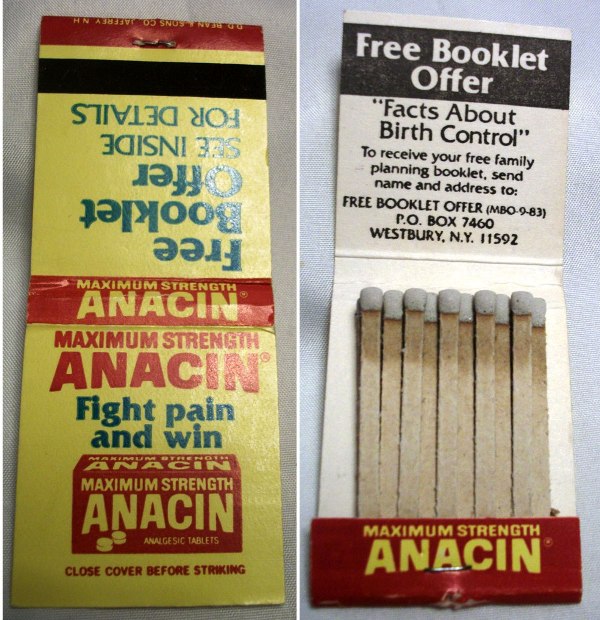 D.D. BEAN & SONS CO. JAFFREY, N.H.
Free
Booklet
Offer
SEE INSIDE
FOR DETAILS
MAXIMUM STRENGTH
ANACIN®
MAXIMUM STRENGTH
ANACIN®
Fight pain
and win
MAXIMUM STRENGTH
ANACIN
MAXIMUM STRENGTH
ANACIN
ANALGESIC TABLETS
CLOSE COVER BEFORE STRIKING
Free Booklet
Offer
"Facts About
Birth Control"
To receive your free family
planning booklet, send
name and address to:
FREE BOOKLET OFFER (MBO-9-83)
P.O. BOX 7460
WESTBURY, N.Y. 11592
MAXIMUM STRENGTH
ANACIN®